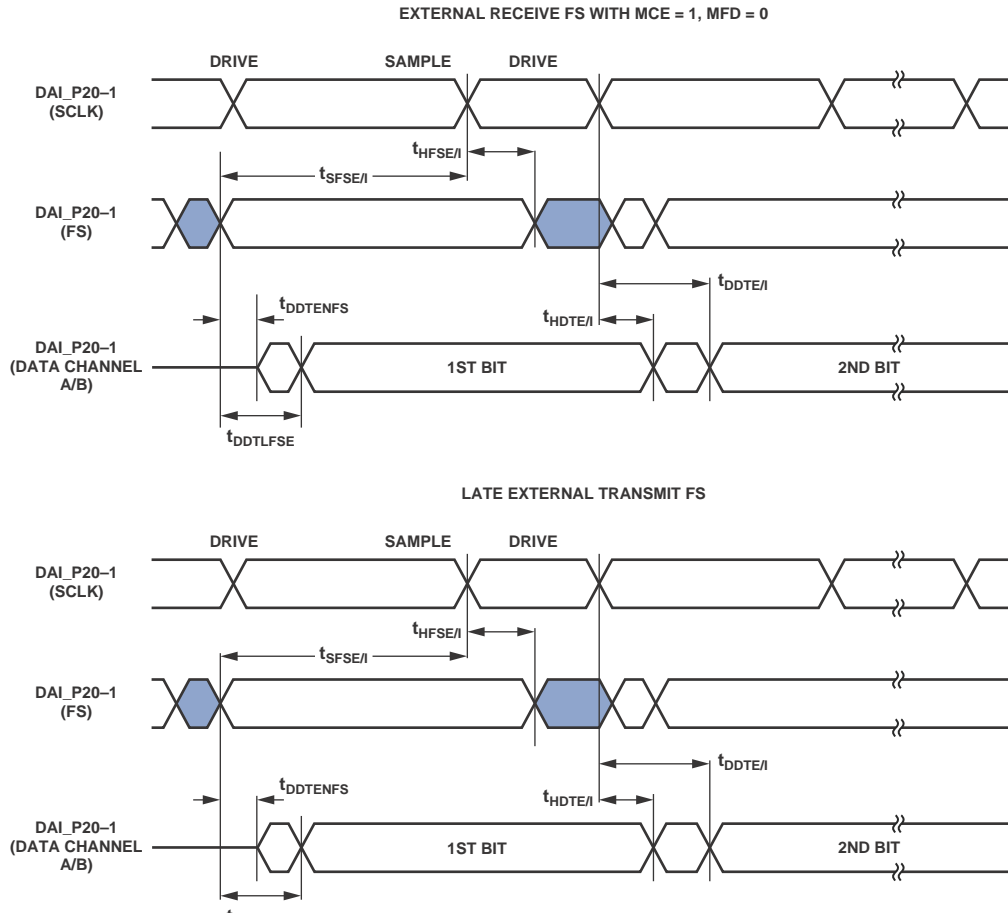 EXTERNAL RECEIVE FS WITH MCE = 1, MFD = 0
DRIVE SAMPLE DRIVE
DAI_P20–1
(SCLK)
tHFSE/I
tSFSE/I
DAI_P20–1
(FS)
tDDTE/I
tDDTENFS
tHDTE/I
DAI_P20–1
(DATA CHANNEL
A/B)
1ST BIT 2ND BIT
tDDTLFSE
LATE EXTERNAL TRANSMIT FS
DRIVE SAMPLE DRIVE
DAI_P20–1
(SCLK)
tHFSE/I
tSFSE/I
DAI_P20–1
(FS)
tDDTE/I
tDDTENFS
tHDTE/I
DAI_P20–1
(DATA CHANNEL
A/B)
1ST BIT 2ND BIT